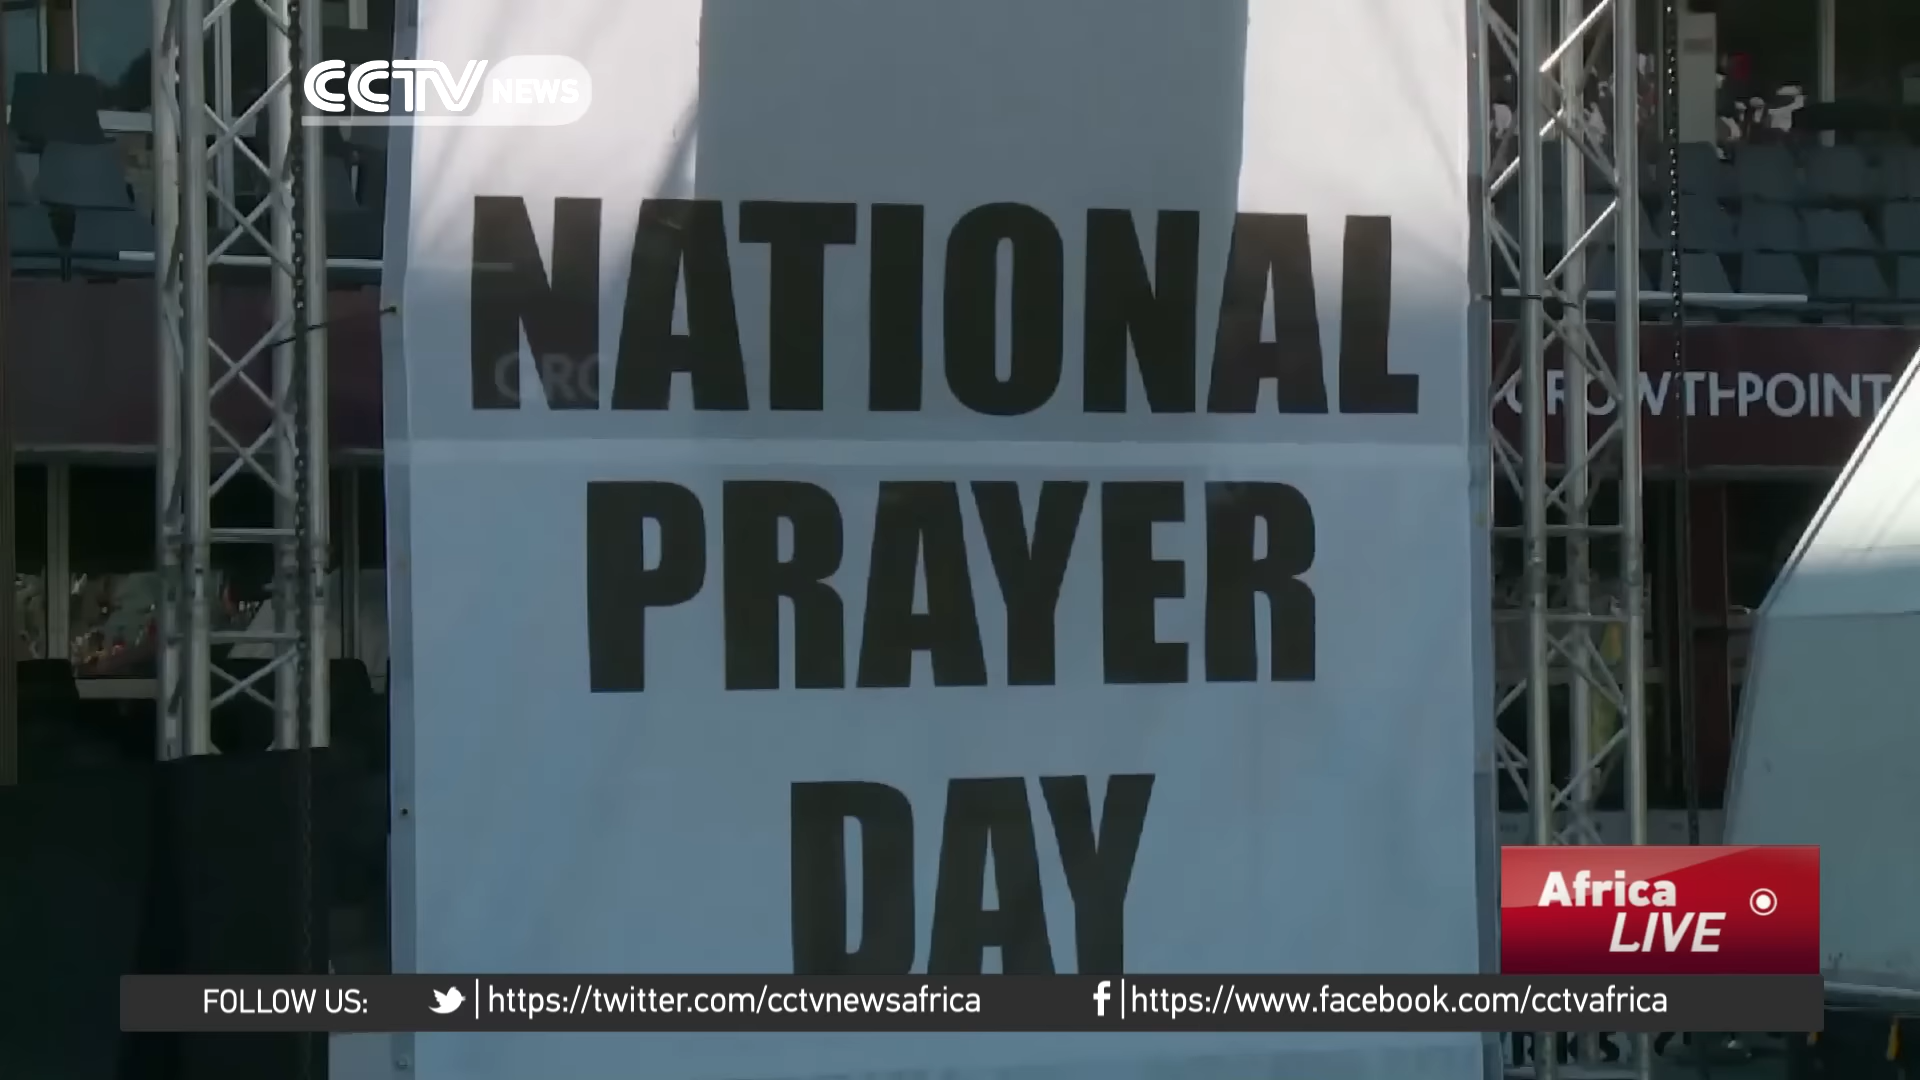 CCTV NEWS
NATIONAL
PRAYER
DAY
GROWTHPOINT
Africa
LIVE
FOLLOW US: https://twitter.com/cctvnewsafrica https://www.facebook.com/cctvafrica